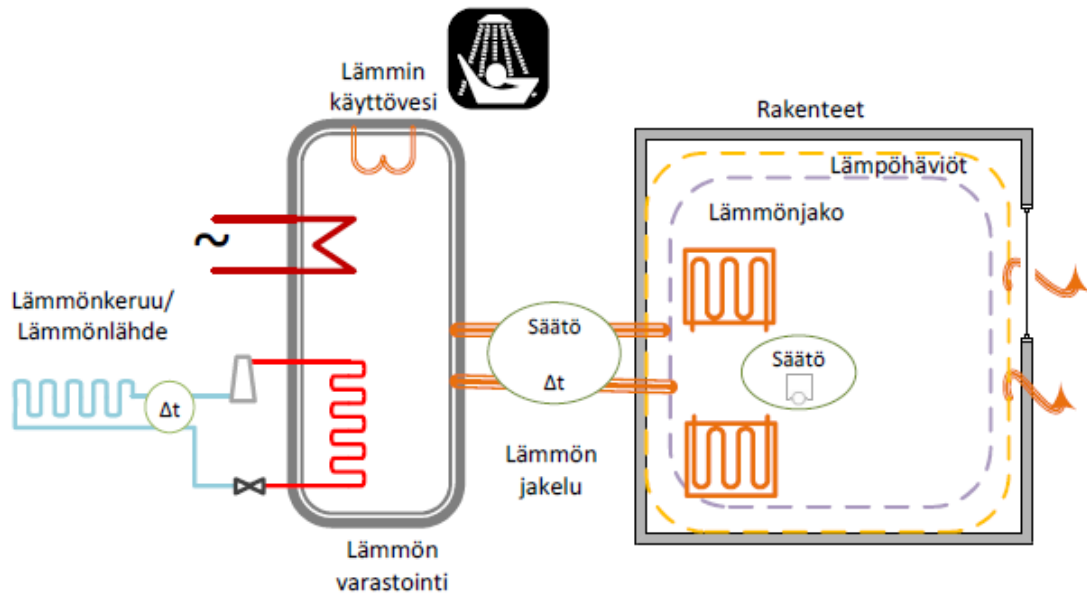 Lämmin
käyttövesi
Rakenteet
Lämpöhäviöt
Lämmönjako
~
Lämmönkeruu/
Lämmönlähde
Säätö
Δt
Säätö
Δt
Lämmön
jakelu
Lämmön
varastointi